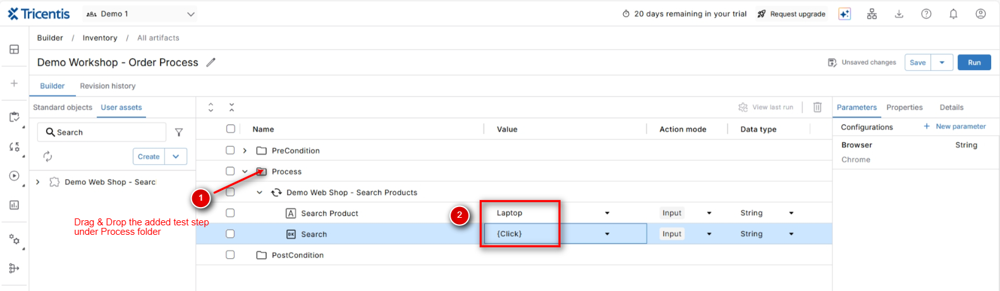 Tricentis
Demo 1
20 days remaining in your trial
Request upgrade
Builder / Inventory / All artifacts
Demo Workshop - Order Process
Unsaved changes
Save
Run
Builder
Revision history
Standard objects
User assets
View last run
Parameters
Properties
Details
Search
Name
Value
Action mode
Data type
Configurations
+ New parameter
Create
PreCondition
Browser
String
Chrome
Process
Demo Web Shop - Searc
Demo Web Shop - Search Products
1
2
A
Search Product
Laptop
Input
String
Drag & Drop the added test step
under Process folder
OK
Search
{Click}
Input
String
PostCondition